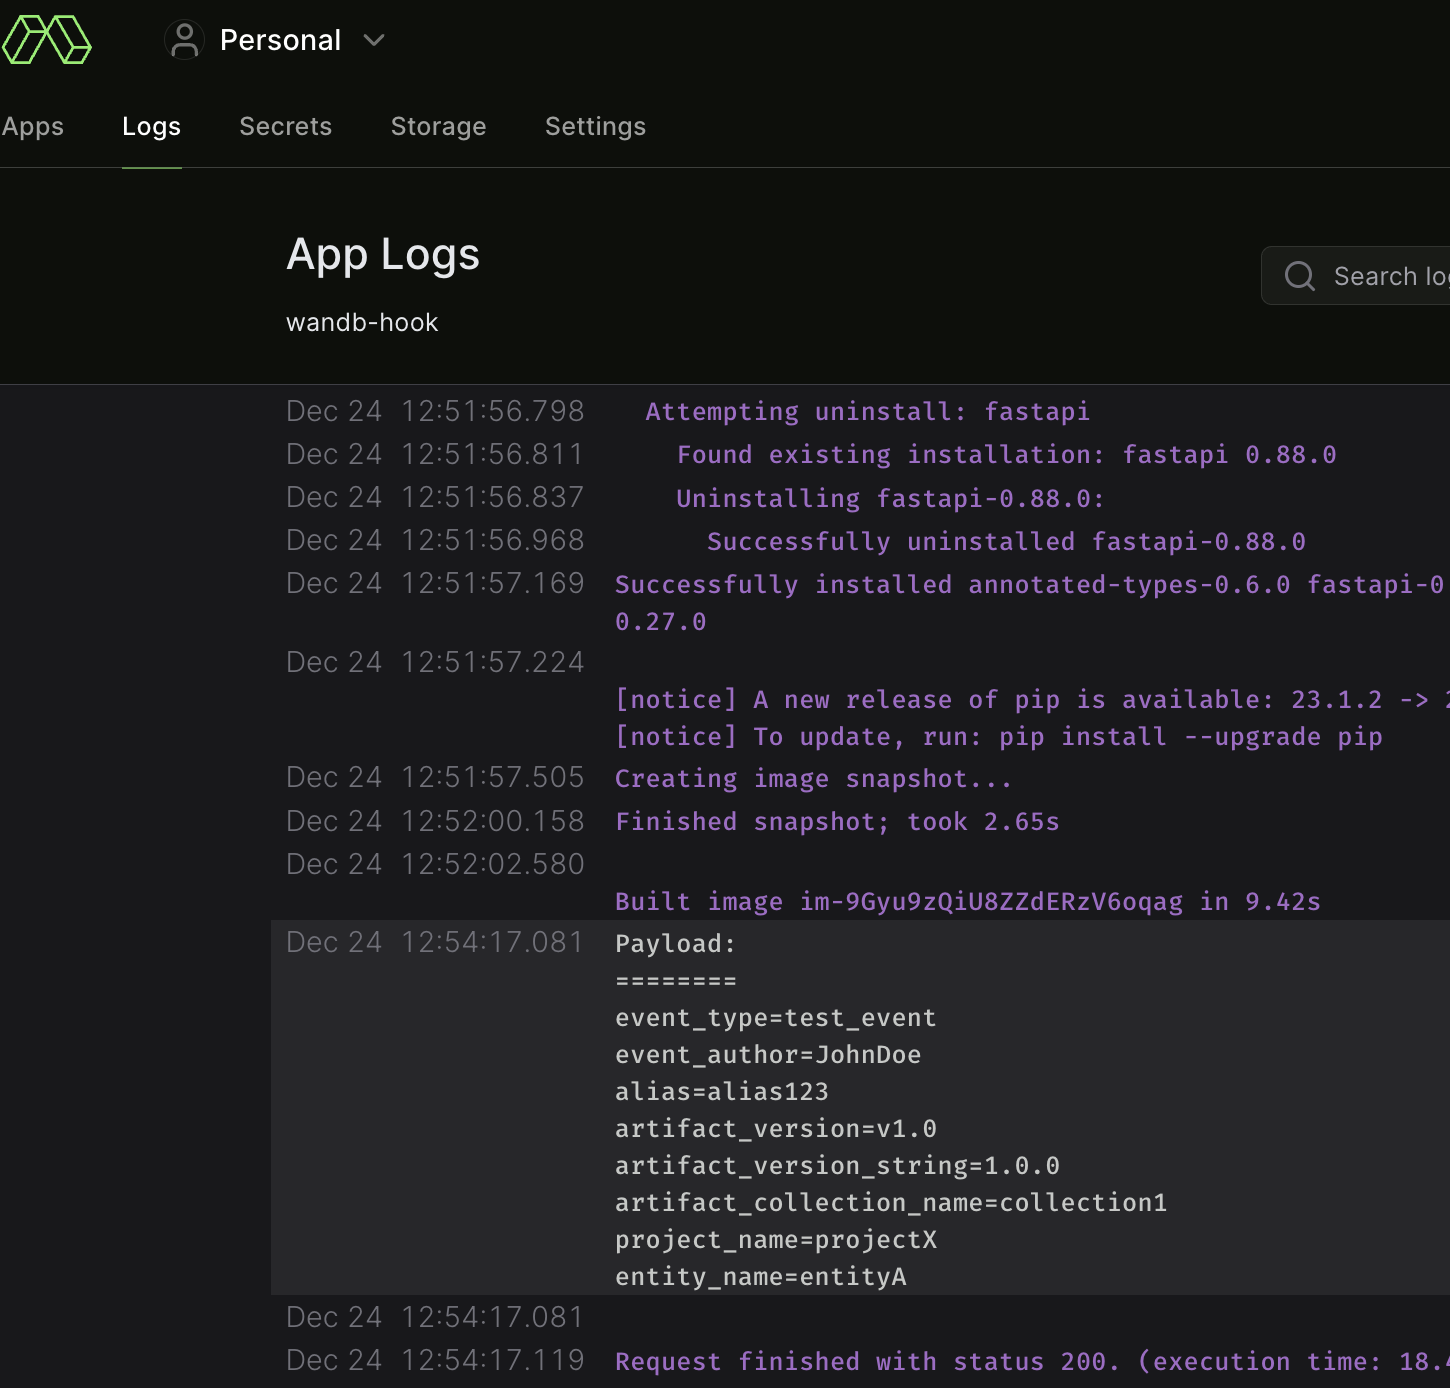 Personal
Apps Logs Secrets Storage Settings
App Logs
Search log
wandb-hook
Dec 24 12:51:56.798 Attempting uninstall: fastapi
Dec 24 12:51:56.811 Found existing installation: fastapi 0.88.0
Dec 24 12:51:56.837 Uninstalling fastapi-0.88.0:
Dec 24 12:51:56.968 Successfully uninstalled fastapi-0.88.0
Dec 24 12:51:57.169 Successfully installed annotated-types-0.6.0 fastapi-0
0.27.0
Dec 24 12:51:57.224
[notice] A new release of pip is available: 23.1.2 -> 2
[notice] To update, run: pip install --upgrade pip
Dec 24 12:51:57.505 Creating image snapshot...
Dec 24 12:52:00.158 Finished snapshot; took 2.65s
Dec 24 12:52:02.580
Built image im-9Gyu9zQiU8ZZdERzV6oqag in 9.42s
Dec 24 12:54:17.081 Payload:
========
event_type=test_event
event_author=JohnDoe
alias=alias123
artifact_version=v1.0
artifact_version_string=1.0.0
artifact_collection_name=collection1
project_name=projectX
entity_name=entityA
Dec 24 12:54:17.081
Dec 24 12:54:17.119 Request finished with status 200. (execution time: 18.4